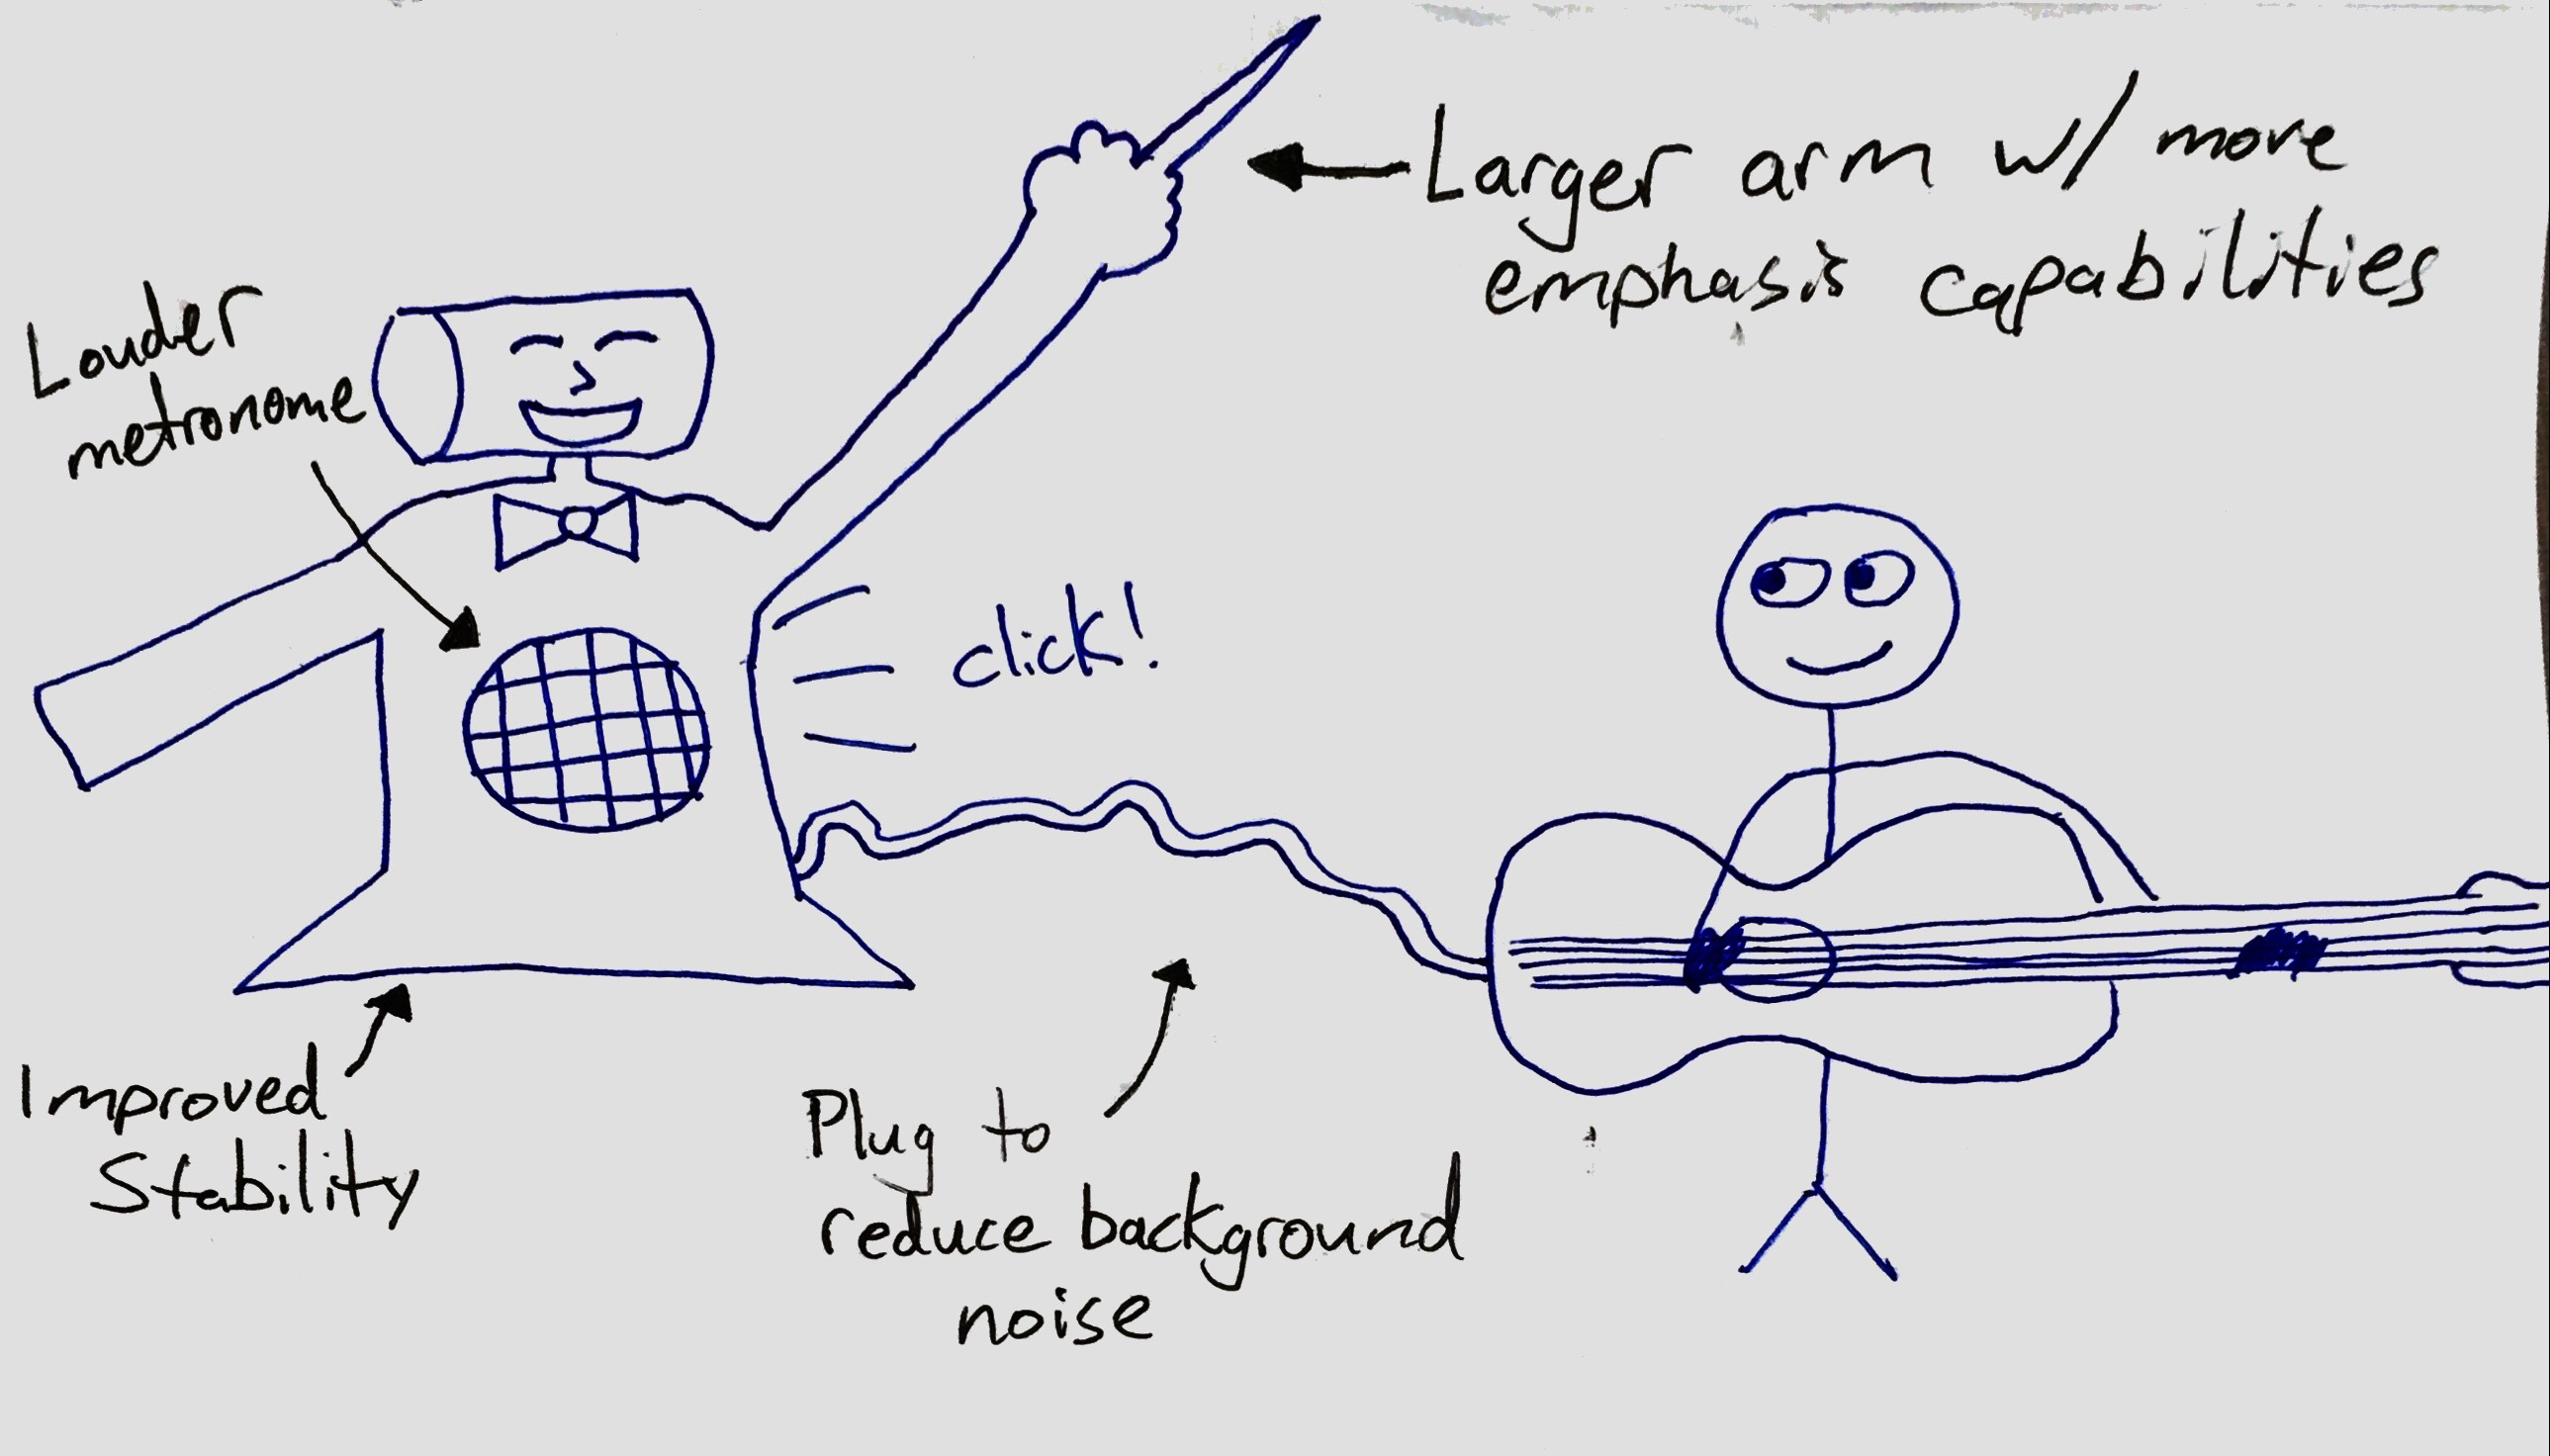 Larger arm w/ more
emphasis capabilities
Louder
metronome
click!
Improved
Stability
Plug to
reduce background
noise